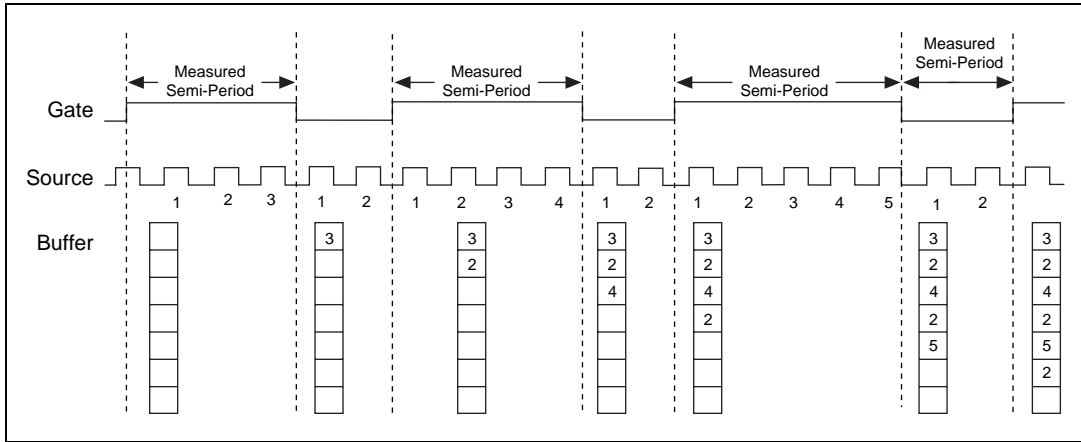 Measured
Semi-Period
Measured
Semi-Period
Measured
Semi-Period
Measured
Semi-Period
Gate
Source
1 2 3 1 2 1 2 3 4 1 2 1 2 3 4 5 1 2
Buffer
3 3 3 3 3 3
2 2 2 2 2
4 4 4 4
2 2 2
5 5
2